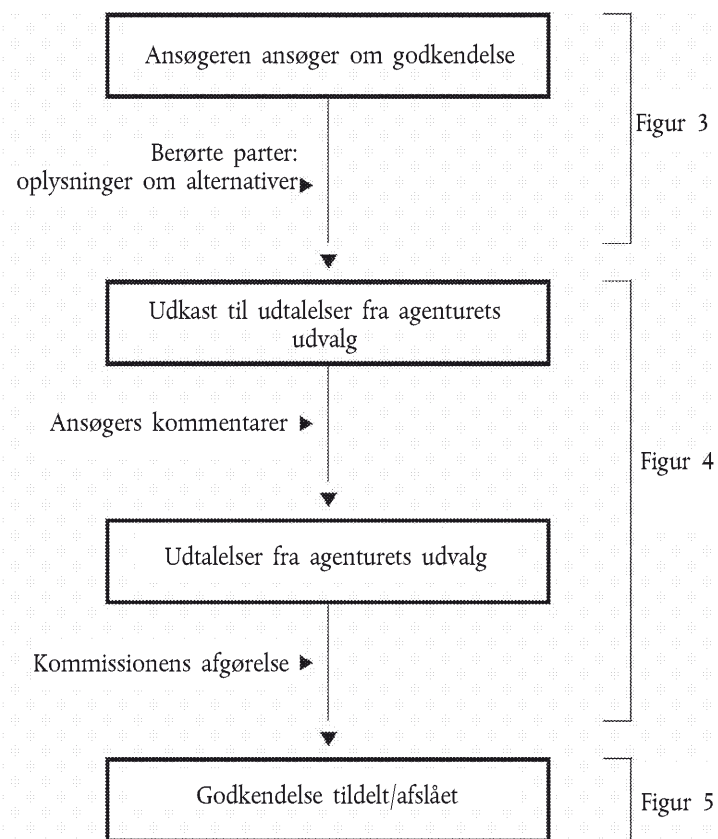 Ansøgeren ansøger om godkendelse
Figur 3
Berørte parter:
oplysninger om alternativer
Udkast til udtalelser fra agenturets
udvalg
Ansøgers kommentarer
Figur 4
Udtalelser fra agenturets udvalg
Kommissionens afgørelse
Godkendelse tildelt/afslået
Figur 5